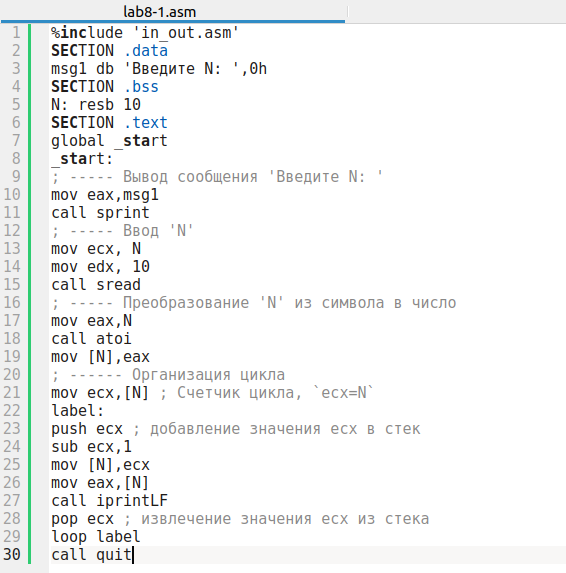 lab8-1.asm
1 %include 'in_out.asm'
2 SECTION .data
3 msg1 db 'Введите N: ',0h
4 SECTION .bss
5 N: resb 10
6 SECTION .text
7 global _start
8 _start:
9 ; ----- Вывод сообщения 'Введите N: '
10 mov eax,msg1
11 call sprint
12 ; ----- Ввод 'N'
13 mov ecx, N
14 mov edx, 10
15 call sread
16 ; ----- Преобразование 'N' из символа в число
17 mov eax,N
18 call atoi
19 mov [N],eax
20 ; ------ Организация цикла
21 mov ecx,[N] ; Счетчик цикла, `ecx=N`
22 label:
23 push ecx ; добавление значения ecx в стек
24 sub ecx,1
25 mov [N],ecx
26 mov eax,[N]
27 call iprintLF
28 pop ecx ; извлечение значения ecx из стека
29 loop label
30 call quit